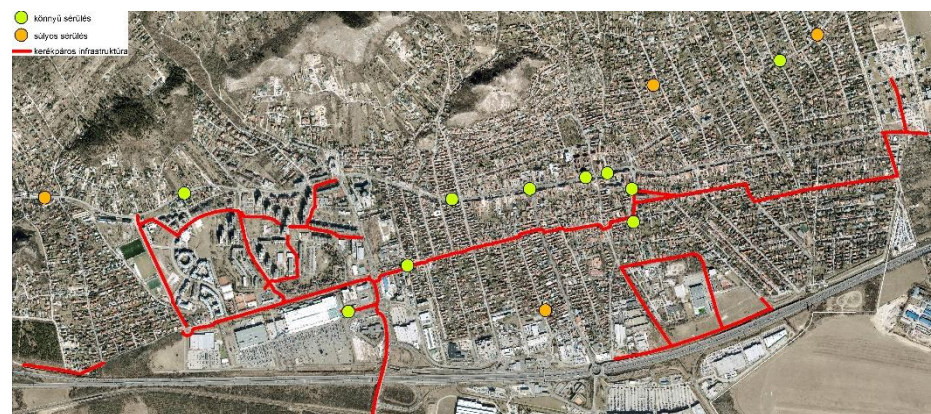 könnyű sérülés
súlyos sérülés
kerékpáros infrastruktúra